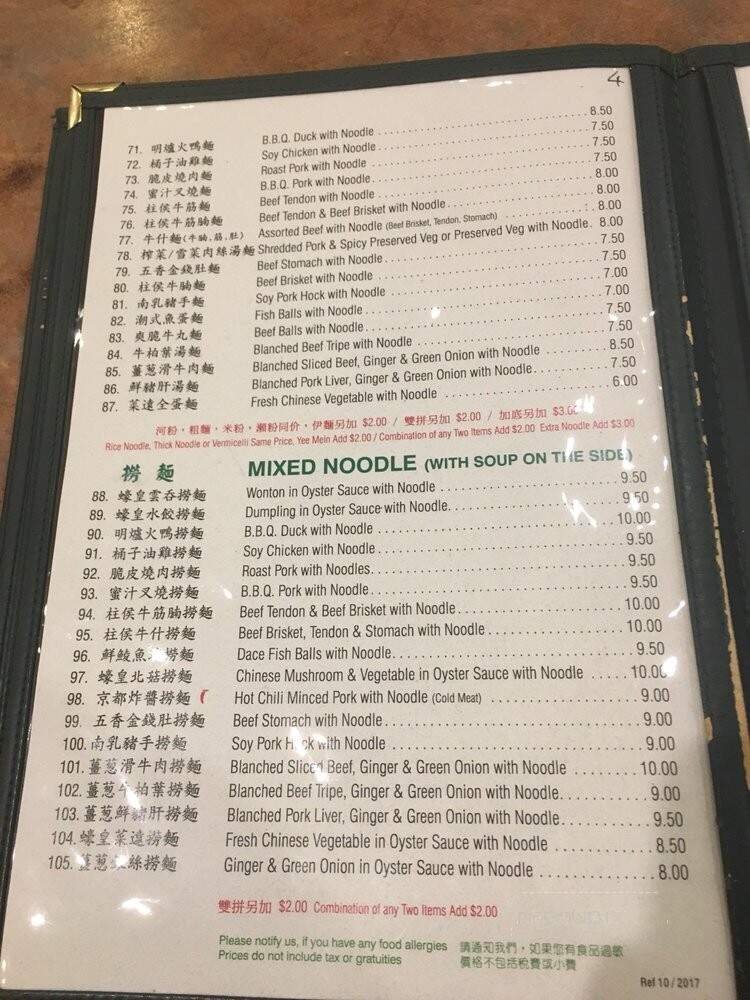 4
71. 明爐火鴨麵 B.B.Q. Duck with Noodle 8.50
72. 桶子油雞麵 Soy Chicken with Noodle 7.50
73. 脆皮燒肉麵 Roast Pork with Noodle 7.50
74. 蜜汁叉燒麵 B.B.Q. Pork with Noodle 7.50
75. 柱侯牛筋麵 Beef Tendon with Noodle 8.00
76. 柱侯牛筋腩麵 Beef Tendon & Beef Brisket with Noodle 8.00
77. 牛什麵(牛腩,筋,肚) Assorted Beef with Noodle (Beef Brisket, Tendon, Stomach) 8.00
78. 榨菜/雪菜肉絲湯麵 Shredded Pork & Spicy Preserved Veg or Preserved Veg with Noodle. 8.00
79. 五香金錢肚麵 Beef Stomach with Noodle 7.50
80. 柱侯牛腩麵 Beef Brisket with Noodle 7.50
81. 南乳豬手麵 Soy Pork Hock with Noodle 7.00
82. 潮式魚蛋麵 Fish Balls with Noodle 7.00
83. 爽脆牛丸麵 Beef Balls with Noodle 7.50
84. 牛柏葉湯麵 Blanched Beef Tripe with Noodle 7.50
85. 薑蔥滑牛肉麵 Blanched Sliced Beef, Ginger & Green Onion with Noodle 8.50
86. 鮮豬肝湯麵 Blanched Pork Liver, Ginger & Green Onion with Noodle 7.50
87. 菜遠全蛋麵 Fresh Chinese Vegetable with Noodle 6.00
河粉，粗麵，米粉，瀨粉同价，伊麵另加 $2.00 / 雙拼另加 $2.00 / 加底另加 $3.00
Rice Noodle, Thick Noodle or Vermicelli Same Price, Yee Mein Add $2.00 / Combination of any Two Items Add $2.00 Extra Noodle Add $3.00
撈麵 MIXED NOODLE (WITH SOUP ON THE SIDE)
88. 蠔皇雲吞撈麵 Wonton in Oyster Sauce with Noodle 9.50
89. 蠔皇水餃撈麵 Dumpling in Oyster Sauce with Noodle 9.50
90. 明爐火鴨撈麵 B.B.Q. Duck with Noodle 10.00
91. 桶子油雞撈麵 Soy Chicken with Noodle 9.50
92. 脆皮燒肉撈麵 Roast Pork with Noodles 9.50
93. 蜜汁叉燒撈麵 B.B.Q. Pork with Noodle 9.50
94. 柱侯牛筋腩撈麵 Beef Tendon & Beef Brisket with Noodle 10.00
95. 柱侯牛什撈麵 Beef Brisket, Tendon & Stomach with Noodle 10.00
96. 鮮鯪魚 撈麵 Dace Fish Balls with Noodle 9.50
97. 蠔皇北菇撈麵 Chinese Mushroom & Vegetable in Oyster Sauce with Noodle 10.00
98. 京都炸醬撈麵 Hot Chili Minced Pork with Noodle (Cold Meat) 9.00
99. 五香金錢肚撈麵 Beef Stomach with Noodle 9.00
100. 南乳豬手撈麵 Soy Pork Hock with Noodle 9.00
101. 薑蔥滑牛肉撈麵 Blanched Sliced Beef, Ginger & Green Onion with Noodle 10.00
102. 薑蔥牛柏葉撈麵 Blanched Beef Tripe, Ginger & Green Onion with Noodle 9.00
103. 薑蔥鮮豬肝撈麵 Blanched Pork Liver, Ginger & Green Onion with Noodle 9.50
104. 蠔皇菜遠撈麵 Fresh Chinese Vegetable in Oyster Sauce with Noodle 8.50
105. 薑蔥 絲撈麵 Ginger & Green Onion in Oyster Sauce with Noodle 8.00
雙拼另加 $2.00 Combination of any Two Items Add $2.00
Please notify us, if you have any food allergies 請通知我們，如果您有食品過敏
Prices do not include tax or gratuities 價格不包括稅費或小費
Ref 10 / 2017